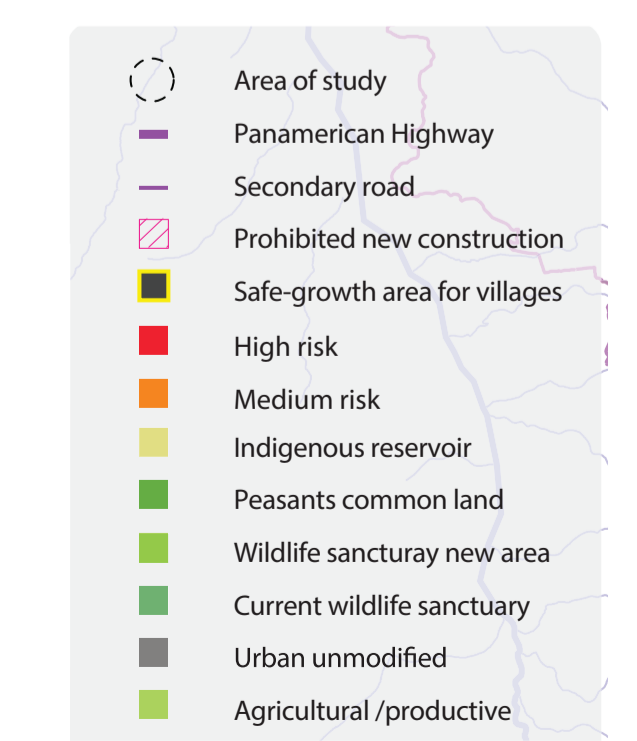 Area of study
Panamerican Highway
Secondary road
Prohibited new construction
Safe-growth area for villages
High risk
Medium risk
Indigenous reservoir
Peasants common land
Wildlife sancturay new area
Current wildlife sanctuary
Urban unmodified
Agricultural /productive